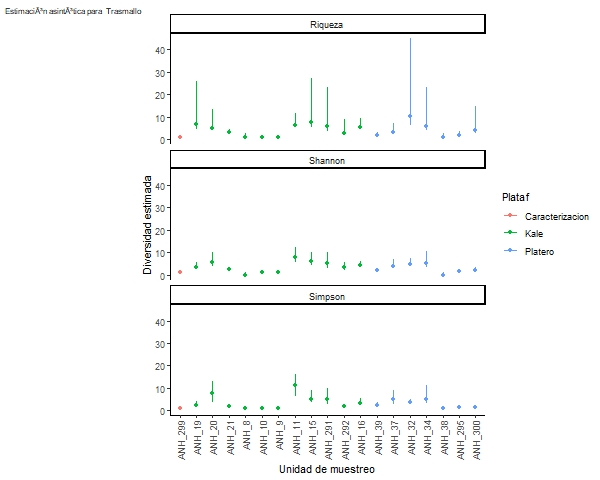 EstimaciÃ³n asintÃ³tica para  Trasmallo
Riqueza
40
30
20
10
0
Shannon
40
30
20
10
0
Simpson
40
30
20
10
0
Diversidad estimada
ANH_299
ANH_19
ANH_20
ANH_21
ANH_8
ANH_10
ANH_9
ANH_11
ANH_15
ANH_291
ANH_292
ANH_16
ANH_39
ANH_37
ANH_32
ANH_34
ANH_38
ANH_295
ANH_300
Unidad de muestreo
Plataf
Caracterizacion
Kale
Platero